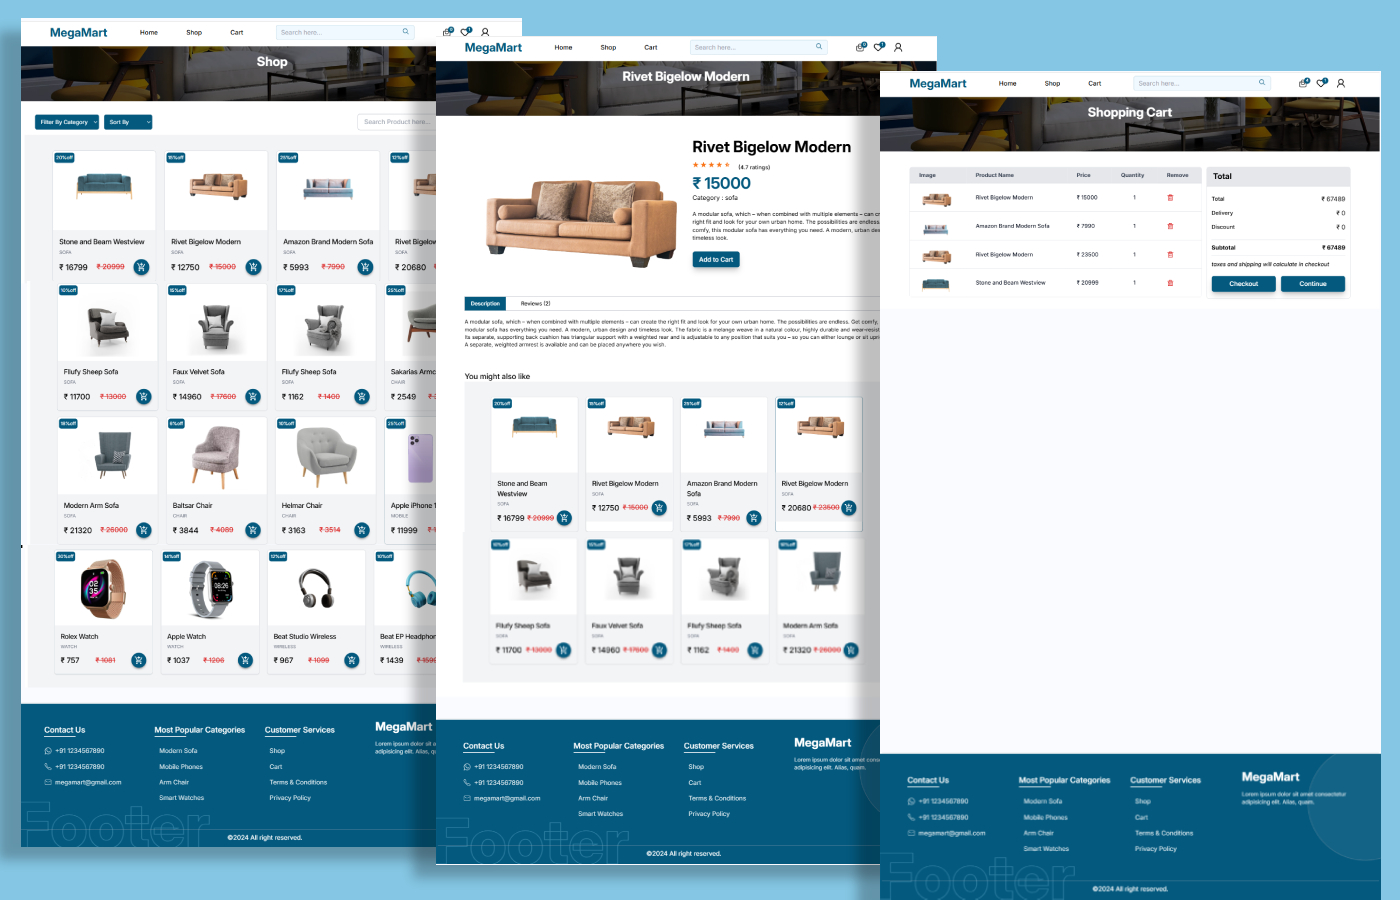 MegaMart
Home
Shop
Cart
Search here...
0
1
Shop
Filter By Category
Sort By
Search Product here...
20%off
15%off
25%off
12%off
Stone and Beam Westview
Rivet Bigelow Modern
Amazon Brand Modern Sofa
Rivet Bigelo
SOFA
SOFA
SOFA
SOFA
₹ 16799 ₹ 20999
₹ 12750 ₹ 15000
₹ 5993 ₹ 7990
₹ 20680
10%off
15%off
17%off
25%off
Fllufy Sheep Sofa
Faux Velvet Sofa
Fllufy Sheep Sofa
Sakarias Armc
SOFA
SOFA
SOFA
CHAIR
₹ 11700 ₹ 13000
₹ 14960 ₹ 17600
₹ 1162 ₹ 1400
₹ 2549
18%off
6%off
10%off
25%off
Modern Arm Sofa
Baltsar Chair
Helmar Chair
Apple iPhone 1
SOFA
CHAIR
CHAIR
MOBILE
₹ 21320 ₹ 26000
₹ 3844 ₹ 4089
₹ 3163 ₹ 3514
₹ 11999
30%off
14%off
12%off
10%off
02
35
08:26
Rolex Watch
Apple Watch
Beat Studio Wireless
Beat EP Headphon
WATCH
WATCH
WIRELESS
WIRELESS
₹ 757 ₹ 1081
₹ 1037 ₹ 1206
₹ 967 ₹ 1099
₹ 1439 ₹ 159
Contact Us
+91 1234567890
+91 1234567890
megamart@gmail.com
Most Popular Categories
Modern Sofa
Mobile Phones
Arm Chair
Smart Watches
Customer Services
Shop
Cart
Terms & Conditions
Privacy Policy
MegaMart
Lorem ipsum dolor sit a
adipisicing elit. Alias, qu
Footer
©2024 All right reserved.
MegaMart
Home
Shop
Cart
Search here...
0
1
Rivet Bigelow Modern
Rivet Bigelow Modern
(4.7 ratings)
₹ 15000
Category : sofa
A modular sofa, which – when combined with multiple elements – can cr
right fit and look for your own urban home. The possibilities are endless.
comfy, this modular sofa has everything you need. A modern, urban des
timeless look.
Add to Cart
Description
Reviews (2)
A modular sofa, which – when combined with multiple elements – can create the right fit and look for your own urban home. The possibilities are endless. Get comfy,
modular sofa has everything you need. A modern, urban design and timeless look. The fabric is a melange weave in a natural colour, highly durable and wear-resist
Its separate, supporting back cushion has triangular support with a weighted rear and is adjustable to any position that suits you – so you can either lounge or sit upri
A separate, weighted armrest is available and can be placed anywhere you wish.
You might also like
20%off
15%off
25%off
12%off
Stone and Beam
Westview
Rivet Bigelow Modern
Amazon Brand Modern
Sofa
Rivet Bigelow Modern
SOFA
SOFA
SOFA
SOFA
₹ 16799 ₹ 20999
₹ 12750 ₹ 15000
₹ 5993 ₹ 7990
₹ 20680 ₹ 23500
10%off
15%off
17%off
18%off
Fllufy Sheep Sofa
Faux Velvet Sofa
Fllufy Sheep Sofa
Modern Arm Sofa
SOFA
SOFA
SOFA
SOFA
₹ 11700 ₹ 13000
₹ 14960 ₹ 17600
₹ 1162 ₹ 1400
₹ 21320 ₹ 26000
Contact Us
+91 1234567890
+91 1234567890
megamart@gmail.com
Most Popular Categories
Modern Sofa
Mobile Phones
Arm Chair
Smart Watches
Customer Services
Shop
Cart
Terms & Conditions
Privacy Policy
MegaMart
Lorem ipsum dolor sit amet cons
adipisicing elit. Alias, quam.
Footer
©2024 All right reserved.
MegaMart
Home
Shop
Cart
Search here...
4
1
Shopping Cart
Image
Product Name
Price
Quantity
Remove
Rivet Bigelow Modern ₹ 15000 1
Amazon Brand Modern Sofa ₹ 7990 1
Rivet Bigelow Modern ₹ 23500 1
Stone and Beam Westview ₹ 20999 1
Total
Total ₹ 67489
Delivery ₹ 0
Discount ₹ 0
Subtotal ₹ 67489
taxes and shipping will calculate in checkout
Checkout
Continue
Contact Us
+91 1234567890
+91 1234567890
megamart@gmail.com
Most Popular Categories
Modern Sofa
Mobile Phones
Arm Chair
Smart Watches
Customer Services
Shop
Cart
Terms & Conditions
Privacy Policy
MegaMart
Lorem ipsum dolor sit amet consectetur
adipisicing elit. Alias, quam.
Footer
©2024 All right reserved.